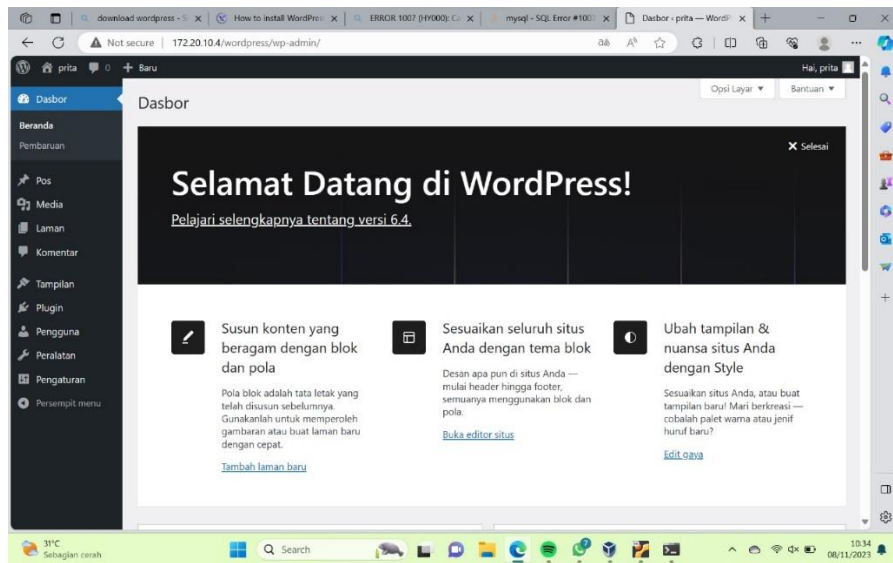 download wordpress - S
How to install WordPres
ERROR 1007 (HY000): Ca
mysql - SQL Error #1007
Dasbor ‹ prita — WordP
Not secure
172.20.10.4/wordpress/wp-admin/
prita
0
Baru
Hai, prita
Dasbor
Beranda
Pembaruan
Pos
Media
Laman
Komentar
Tampilan
Plugin
Pengguna
Peralatan
Pengaturan
Persempit menu
Dasbor
Opsi Layar
Bantuan
Selesai
Selamat Datang di WordPress!
Pelajari selengkapnya tentang versi 6.4.
Susun konten yang
beragam dengan blok
dan pola
Pola blok adalah tata letak yang
telah disusun sebelumnya.
Gunakanlah untuk memperoleh
gambaran atau buat laman baru
dengan cepat.
Tambah laman baru
Sesuaikan seluruh situs
Anda dengan tema blok
Desain apa pun di situs Anda —
mulai header hingga footer,
semuanya menggunakan blok dan
pola.
Buka editor situs
Ubah tampilan &
nuansa situs Anda
dengan Style
Sesuaikan situs Anda, atau buat
tampilan baru! Mari berkreasi —
cobalah palet warna atau jenif
huruf baru?
Edit gaya
31°C
Sebagian cerah
Search
10:34
08/11/2023